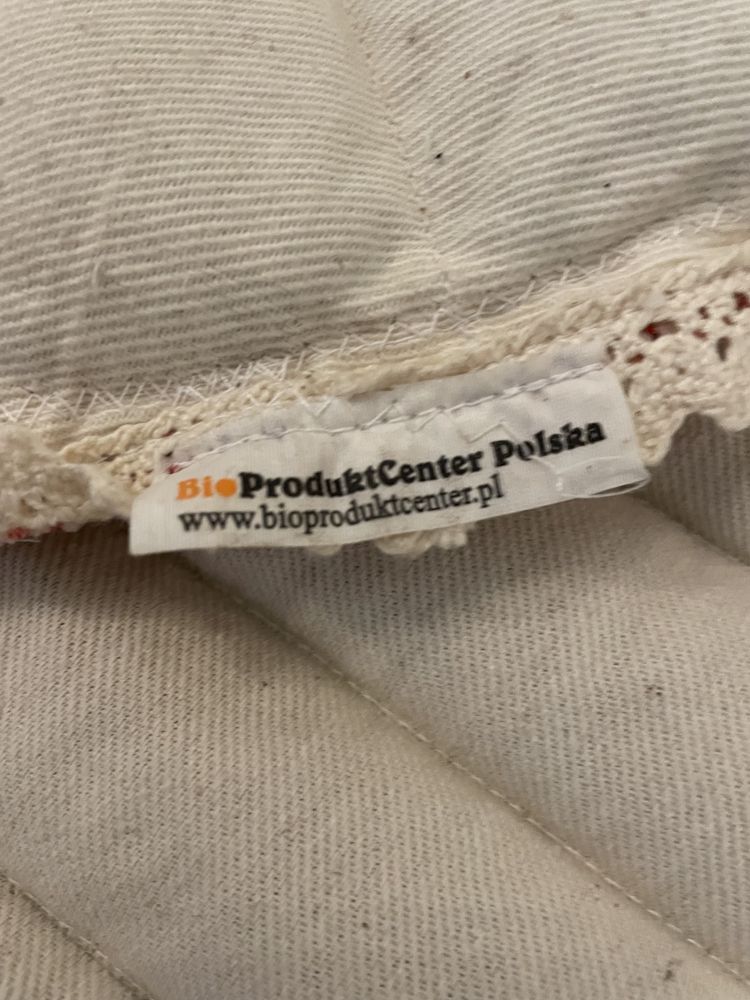 BioProduktCenter Polska
www.bioproduktcenter.pl